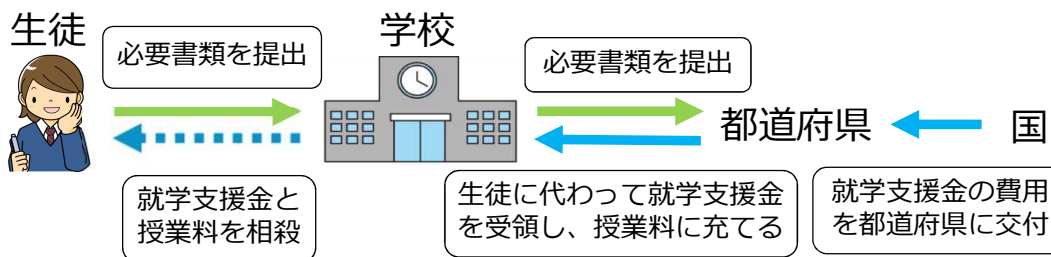 生徒
必要書類を提出
学校
必要書類を提出
都道府県
国
就学支援金と
授業料を相殺
生徒に代わって就学支援金
を受領し、授業料に充てる
就学支援金の費用
を都道府県に交付